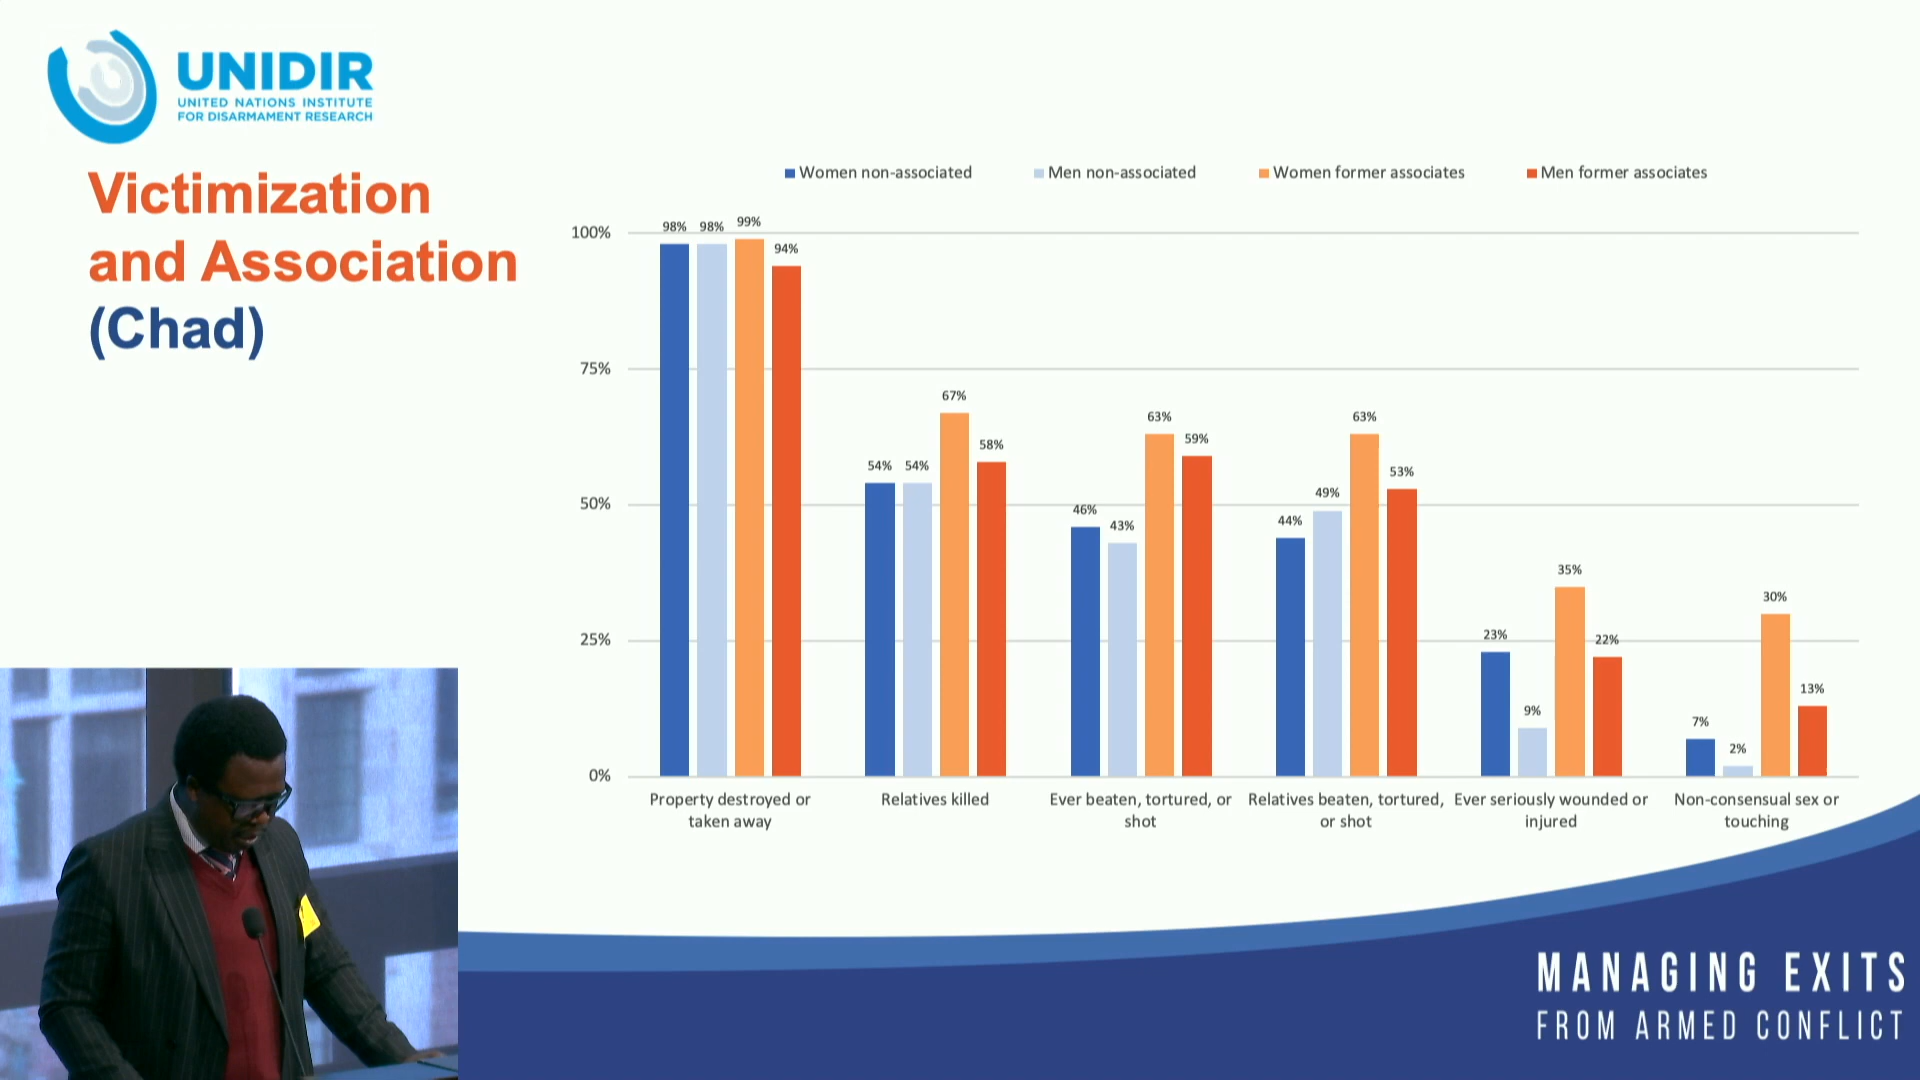 UNIDIR
UNITED NATIONS INSTITUTE
FOR DISARMAMENT RESEARCH
Victimization
and Association
(Chad)
Women non-associated
Men non-associated
Women former associates
Men former associates
100%
75%
50%
25%
0%
98%
98%
99%
94%
54%
54%
67%
58%
46%
43%
63%
59%
44%
49%
63%
53%
23%
9%
35%
22%
7%
2%
30%
13%
Property destroyed or
taken away
Relatives killed
Ever beaten, tortured, or
shot
Relatives beaten, tortured,
or shot
Ever seriously wounded or
injured
Non-consensual sex or
touching
MANAGING EXITS
FROM ARMED CONFLICT